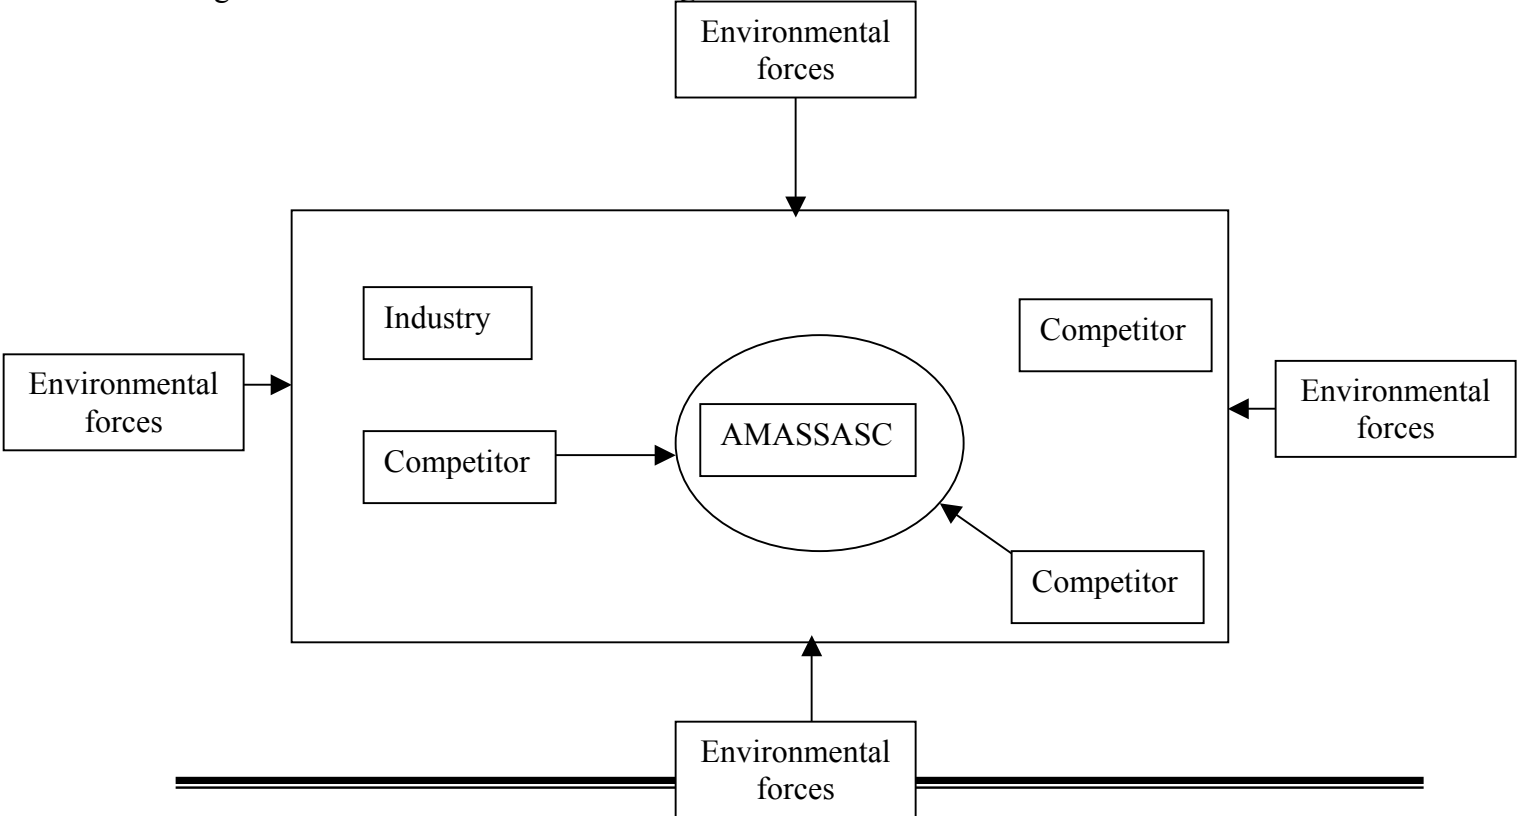 Environmental
forces
Industry
Competitor
Environmental
forces
Environmental
forces
AMASSASC
Competitor
Competitor
Environmental
forces